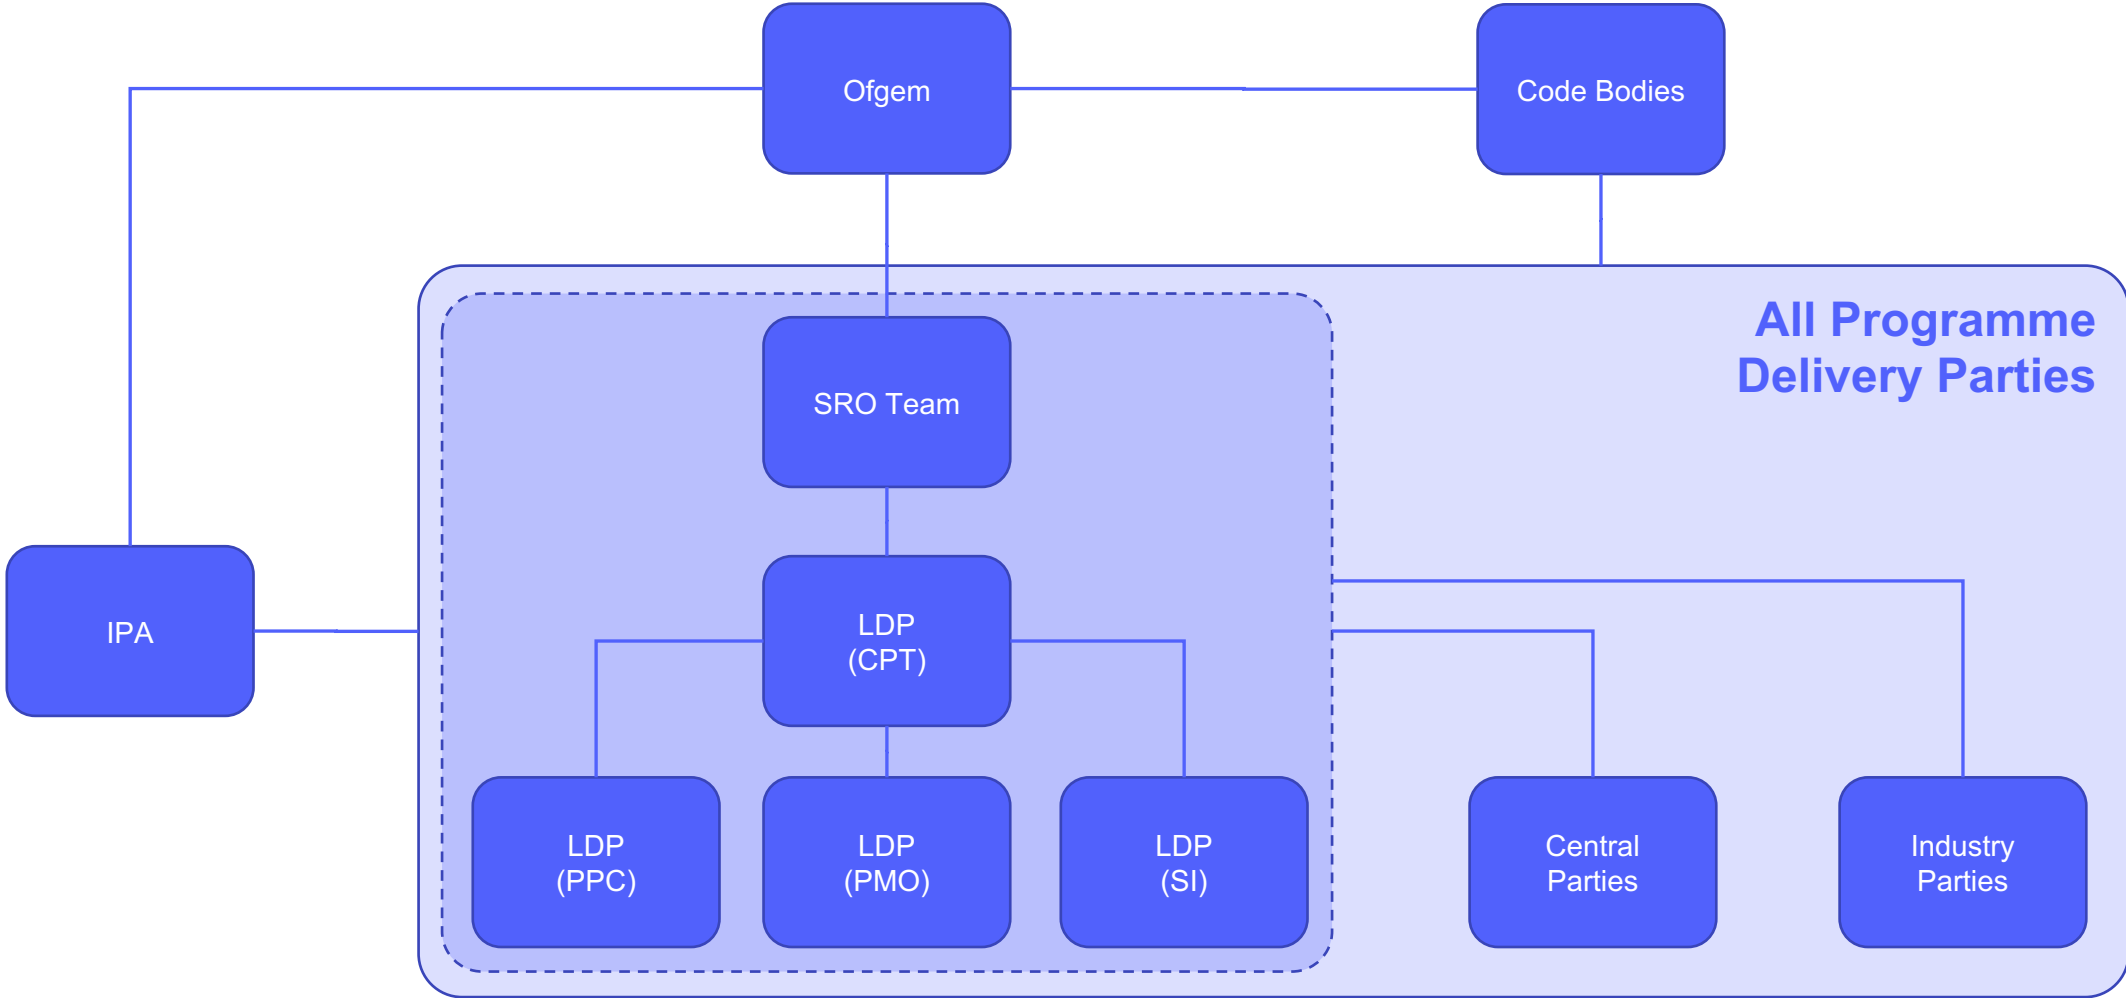 Ofgem
Code Bodies
All Programme
Delivery Parties
SRO Team
IPA
LDP
(CPT)
LDP
(PPC)
LDP
(PMO)
LDP
(SI)
Central
Parties
Industry
Parties